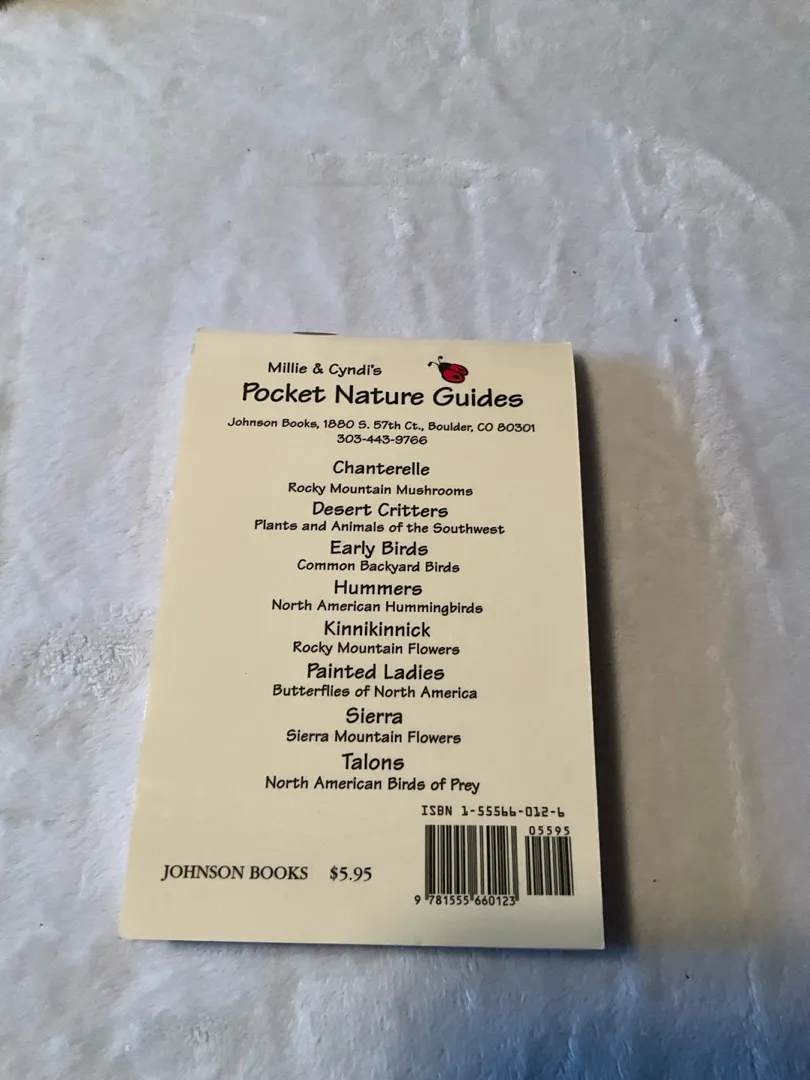 Millie & Cyndi's
Pocket Nature Guides
Johnson Books, 1880 S. 57th Ct., Boulder, CO 80301
303-443-9766
Chanterelle
Rocky Mountain Mushrooms
Desert Critters
Plants and Animals of the Southwest
Early Birds
Common Backyard Birds
Hummers
North American Hummingbirds
Kinnikinnick
Rocky Mountain Flowers
Painted Ladies
Butterflies of North America
Sierra
Sierra Mountain Flowers
Talons
North American Birds of Prey
ISBN 1-55566-012-6
05595
JOHNSON BOOKS $5.95
9 781555 660123